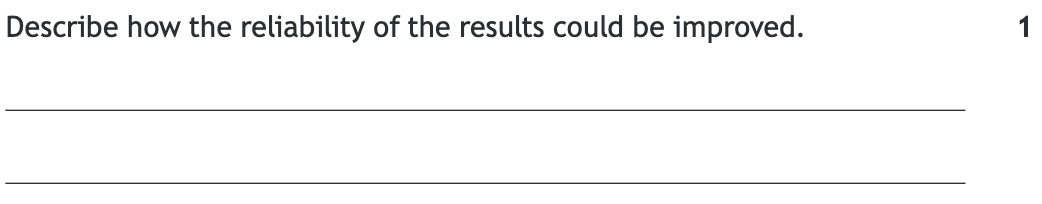 Describe how the reliability of the results could be improved. 1